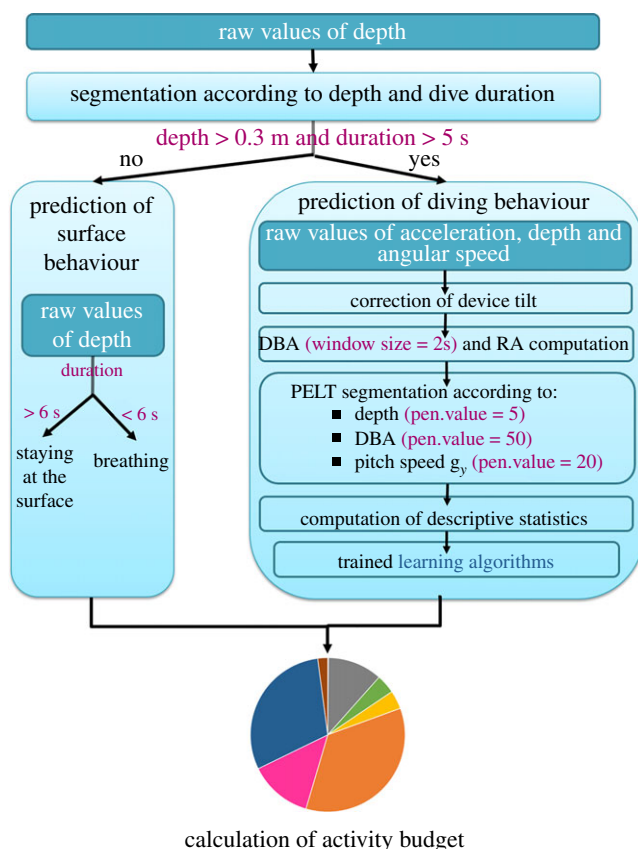 raw values of depth
segmentation according to depth and dive duration
depth > 0.3 m and duration > 5 s
no
yes
prediction of
surface
behaviour
raw values
of depth
duration
> 6 s
< 6 s
staying
at the
surface
breathing
prediction of diving behaviour
raw values of acceleration, depth and
angular speed
correction of device tilt
DBA (window size = 2s) and RA computation
PELT segmentation according to:
■ depth (pen.value = 5)
■ DBA (pen.value = 50)
■ pitch speed gy (pen.value = 20)
computation of descriptive statistics
trained learning algorithms
calculation of activity budget